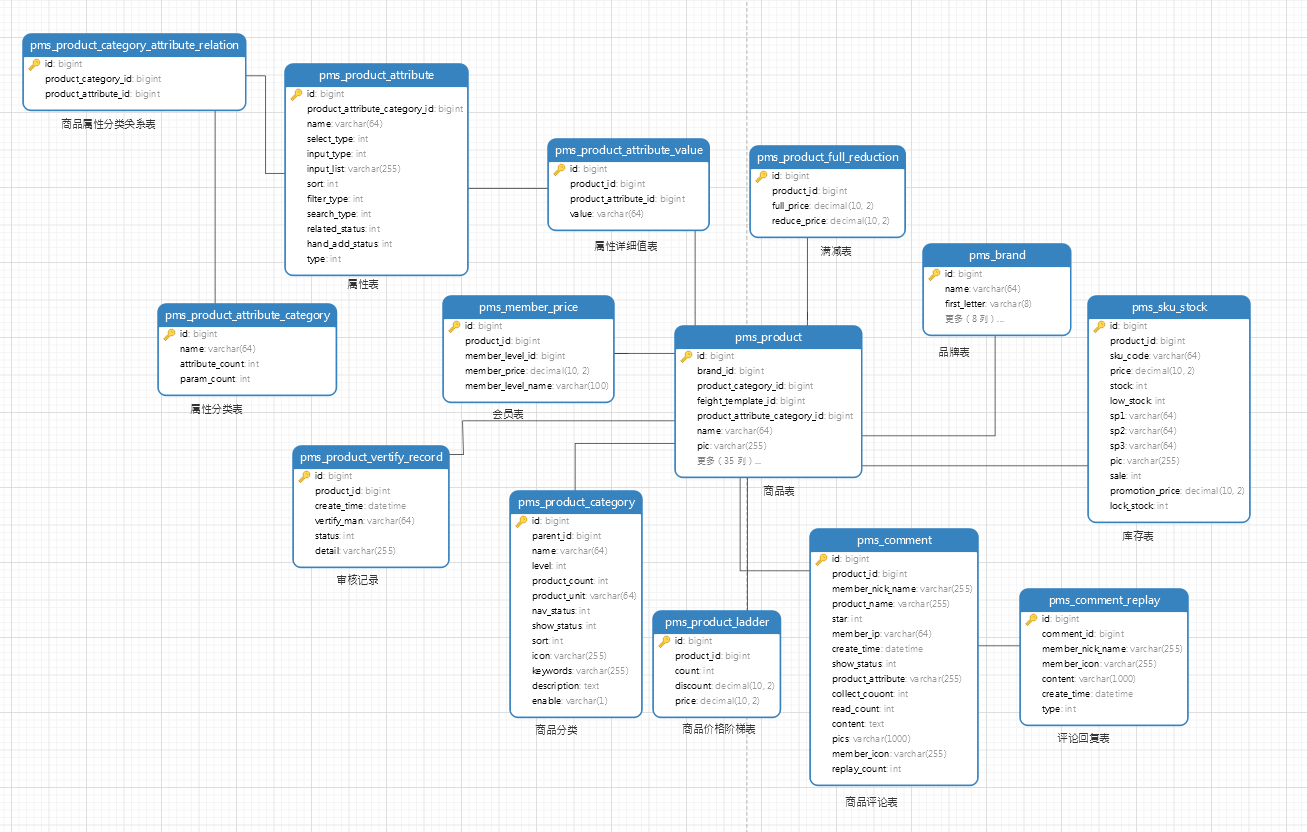 pms_product_category_attribute_relation
id: bigint
product_category_id: bigint
product_attribute_id: bigint
商品属性分类关系表
pms_product_attribute
id: bigint
product_attribute_category_id: bigint
name: varchar(64)
select_type: int
input_type: int
input_list: varchar(255)
sort: int
filter_type: int
search_type: int
related_status: int
hand_add_status: int
type: int
属性表
pms_product_attribute_value
id: bigint
product_id: bigint
product_attribute_id: bigint
value: varchar(64)
属性详细值表
pms_product_full_reduction
id: bigint
product_id: bigint
full_price: decimal(10, 2)
reduce_price: decimal(10, 2)
满减表
pms_brand
id: bigint
name: varchar(64)
first_letter: varchar(8)
更多 ( 8 列 ) ...
品牌表
pms_sku_stock
id: bigint
product_id: bigint
sku_code: varchar(64)
price: decimal(10, 2)
stock: int
low_stock: int
sp1: varchar(64)
sp2: varchar(64)
sp3: varchar(64)
pic: varchar(255)
sale: int
promotion_price: decimal(10, 2)
lock_stock: int
库存表
pms_product_attribute_category
id: bigint
name: varchar(64)
attribute_count: int
param_count: int
属性分类表
pms_member_price
id: bigint
product_id: bigint
member_level_id: bigint
member_price: decimal(10, 2)
member_level_name: varchar(100)
会员表
pms_product
id: bigint
brand_id: bigint
product_category_id: bigint
feight_template_id: bigint
product_attribute_category_id: bigint
name: varchar(64)
pic: varchar(255)
更多 ( 35 列 ) ...
商品表
pms_product_vertify_record
id: bigint
product_id: bigint
create_time: datetime
vertify_man: varchar(64)
status: int
detail: varchar(255)
审核记录
pms_product_category
id: bigint
parent_id: bigint
name: varchar(64)
level: int
product_count: int
product_unit: varchar(64)
nav_status: int
show_status: int
sort: int
icon: varchar(255)
keywords: varchar(255)
description: text
enable: varchar(1)
商品分类
pms_product_ladder
id: bigint
product_id: bigint
count: int
discount: decimal(10, 2)
price: decimal(10, 2)
商品价格阶梯表
pms_comment
id: bigint
product_id: bigint
member_nick_name: varchar(255)
product_name: varchar(255)
star: int
member_ip: varchar(64)
create_time: datetime
show_status: int
product_attribute: varchar(255)
collect_couont: int
read_count: int
content: text
pics: varchar(1000)
member_icon: varchar(255)
replay_count: int
商品评论表
pms_comment_replay
id: bigint
comment_id: bigint
member_nick_name: varchar(255)
member_icon: varchar(255)
content: varchar(1000)
create_time: datetime
type: int
评论回复表